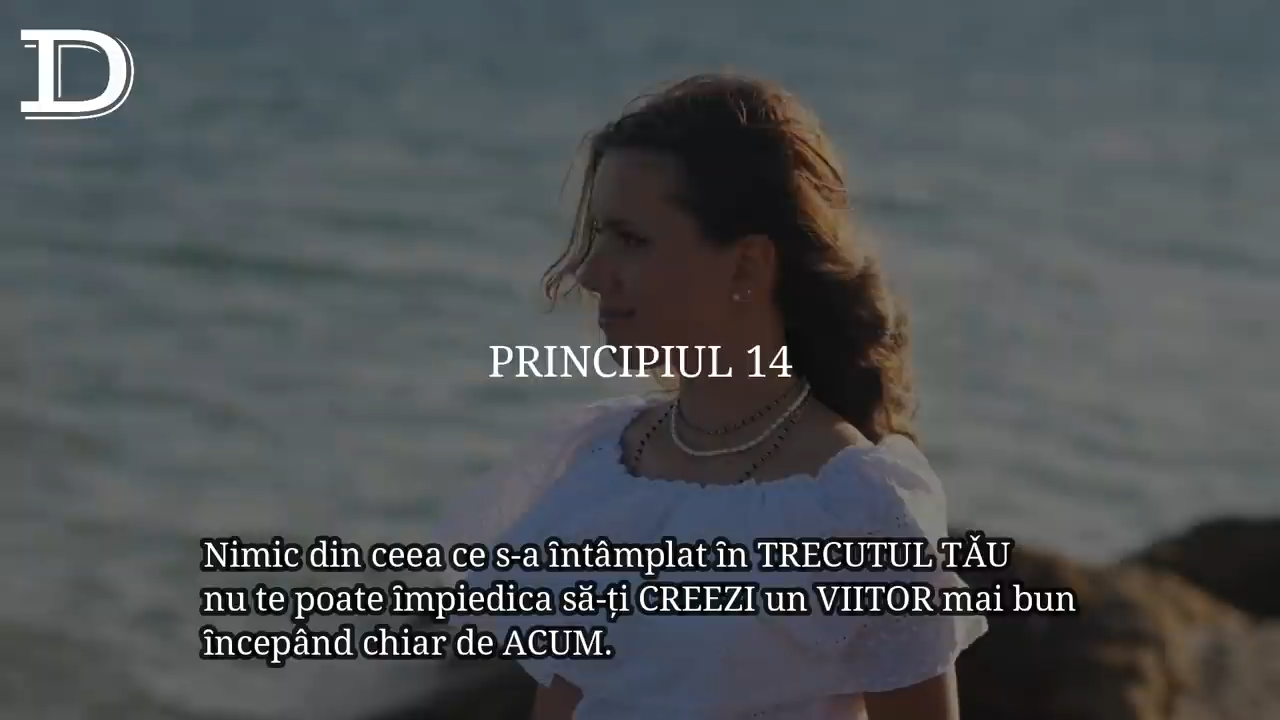 D
PRINCIPIUL 14
Nimic din ceea ce s-a întâmplat în TRECUTUL TĂU
nu te poate împiedica să-ți CREEZI un VIITOR mai bun
începând chiar de ACUM.